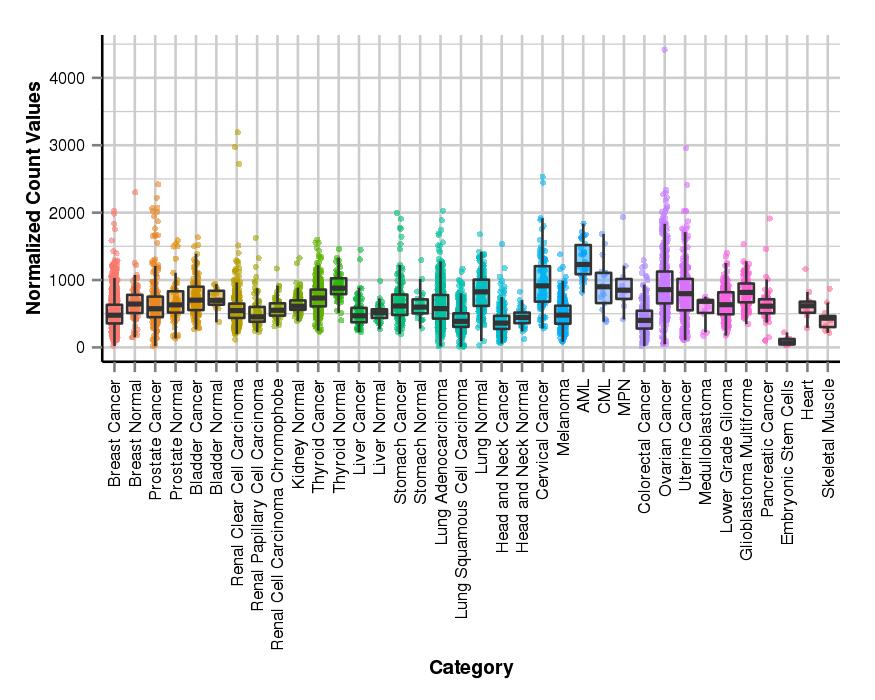 Normalized Count Values
4000
3000
2000
1000
0
Breast Cancer
Breast Normal
Prostate Cancer
Prostate Normal
Bladder Cancer
Bladder Normal
Renal Clear Cell Carcinoma
Renal Papillary Cell Carcinoma
Renal Cell Carcinoma Chromophobe
Kidney Normal
Thyroid Cancer
Thyroid Normal
Liver Cancer
Liver Normal
Stomach Cancer
Stomach Normal
Lung Adenocarcinoma
Lung Squamous Cell Carcinoma
Lung Normal
Head and Neck Cancer
Head and Neck Normal
Cervical Cancer
Melanoma
AML
CML
MPN
Colorectal Cancer
Ovarian Cancer
Uterine Cancer
Medulloblastoma
Lower Grade Glioma
Glioblastoma Multiforme
Pancreatic Cancer
Embryonic Stem Cells
Heart
Skeletal Muscle
Category